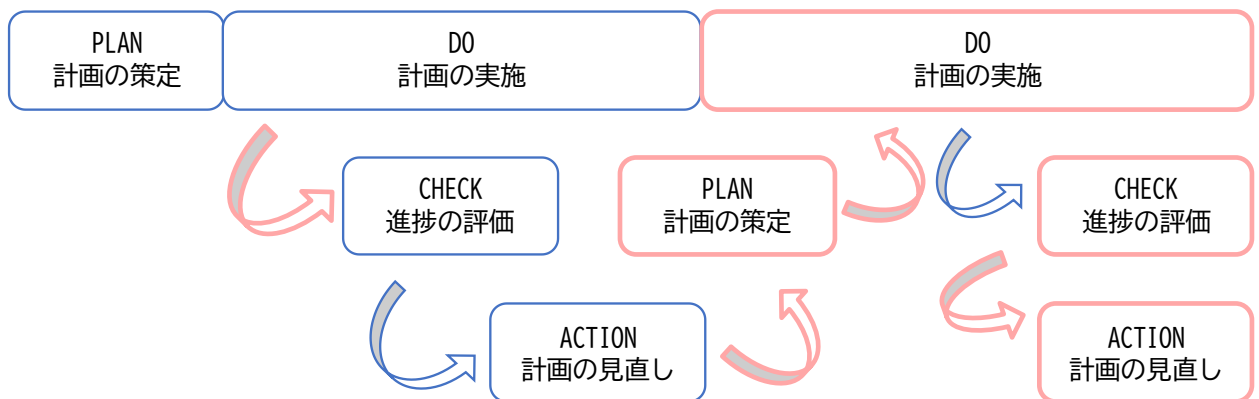 PLAN
計画の策定
DO
計画の実施
DO
計画の実施
CHECK
進捗の評価
PLAN
計画の策定
CHECK
進捗の評価
ACTION
計画の見直し
ACTION
計画の見直し